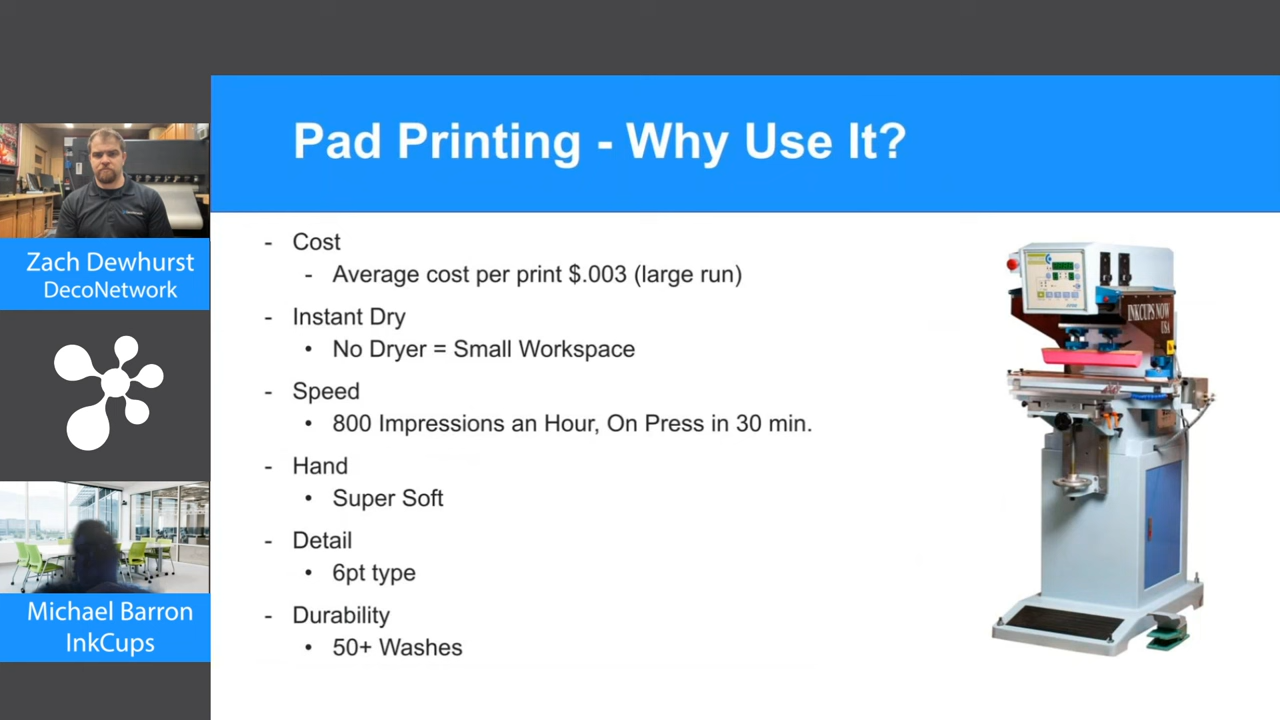 Pad Printing - Why Use It?
Zach Dewhurst
DecoNetwork
Michael Barron
InkCups
- Cost
- Average cost per print $.003 (large run)
- Instant Dry
• No Dryer = Small Workspace
- Speed
• 800 Impressions an Hour, On Press in 30 min.
- Hand
• Super Soft
- Detail
• 6pt type
- Durability
• 50+ Washes
INKCUPS NOW
USA